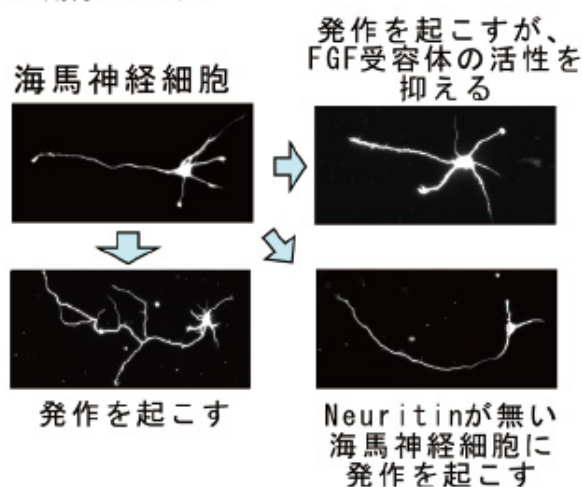 海馬神経細胞
発作を起こすが、
FGF受容体の活性を
抑える
発作を起こす
Neuritinが無い
海馬神経細胞に
発作を起こす